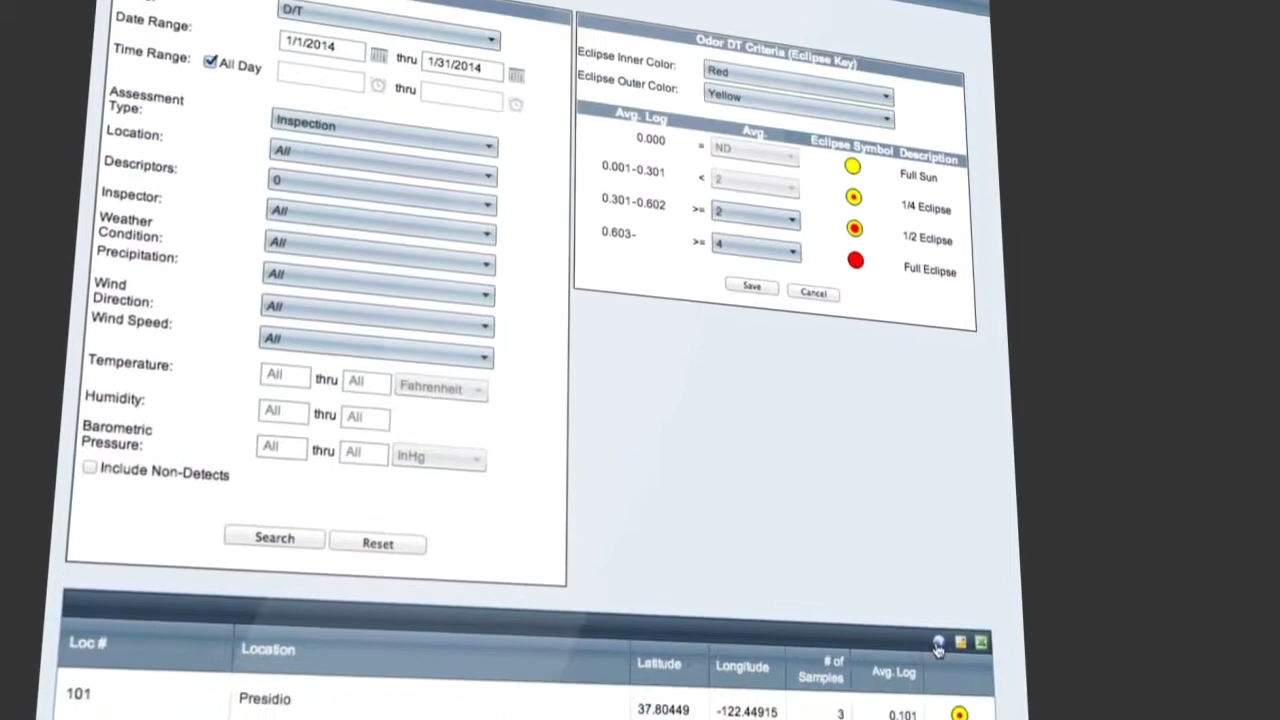 D/T
Date Range: 1/1/2014 thru 1/31/2014
Time Range: All Day thru
Assessment
Type: Inspection
Location: All
Descriptors: 0
Inspector: All
Weather
Condition: All
Precipitation: All
Wind
Direction: All
Wind Speed: All
Temperature: All thru All Fahrenheit
Humidity: All thru All
Barometric
Pressure: All thru All InHg
Include Non-Detects
Search Reset
Odor DT Criteria (Eclipse Key)
Eclipse Inner Color: Red
Eclipse Outer Color: Yellow
Avg. Log Avg. Eclipse Symbol Description
0.000 = ND Full Sun
0.001-0.301 < 2 1/4 Eclipse
0.301-0.602 >= 2 1/2 Eclipse
0.603- >= 4 Full Eclipse
Save Cancel
Loc # Location Latitude Longitude # of
Samples Avg. Log
101 Presidio 37.80449 -122.44915 3 0.101